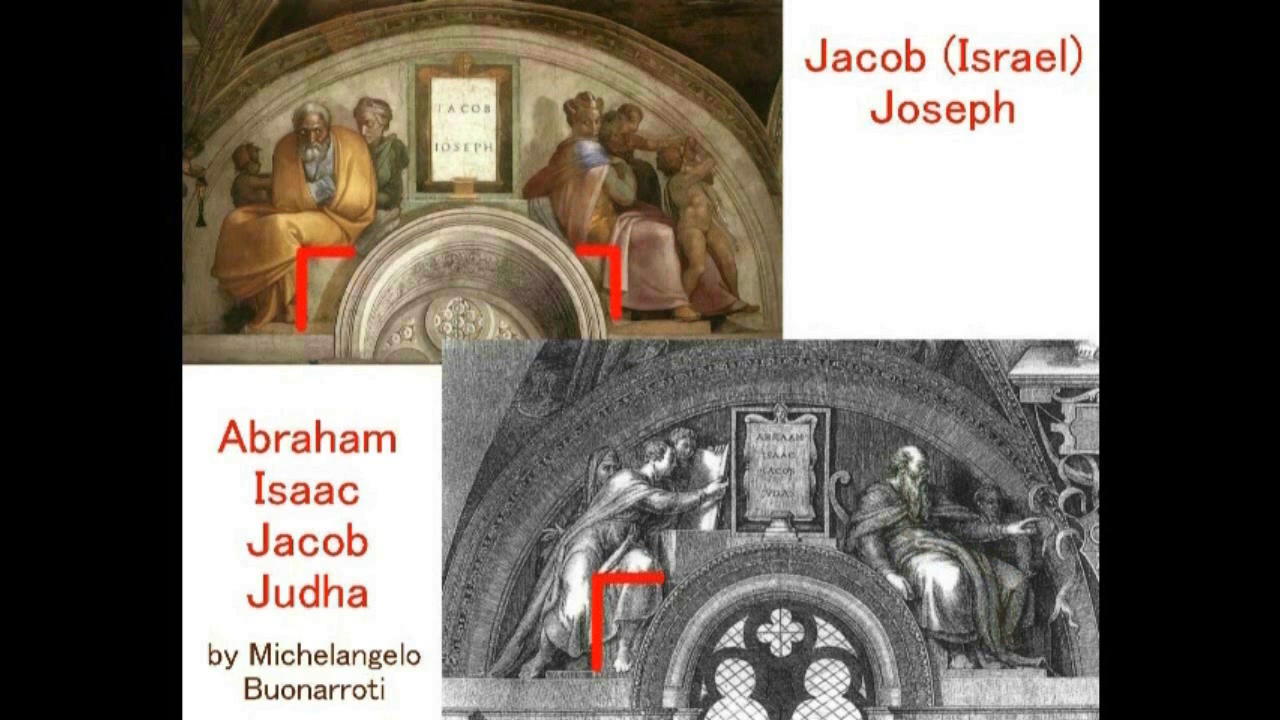 Jacob (Israel)
Joseph
IACOB
IOSEPH
Abraham
Isaac
Jacob
Judha
by Michelangelo
Buonarroti
ABRAAM
ISAAC
IACOB
IVDAS